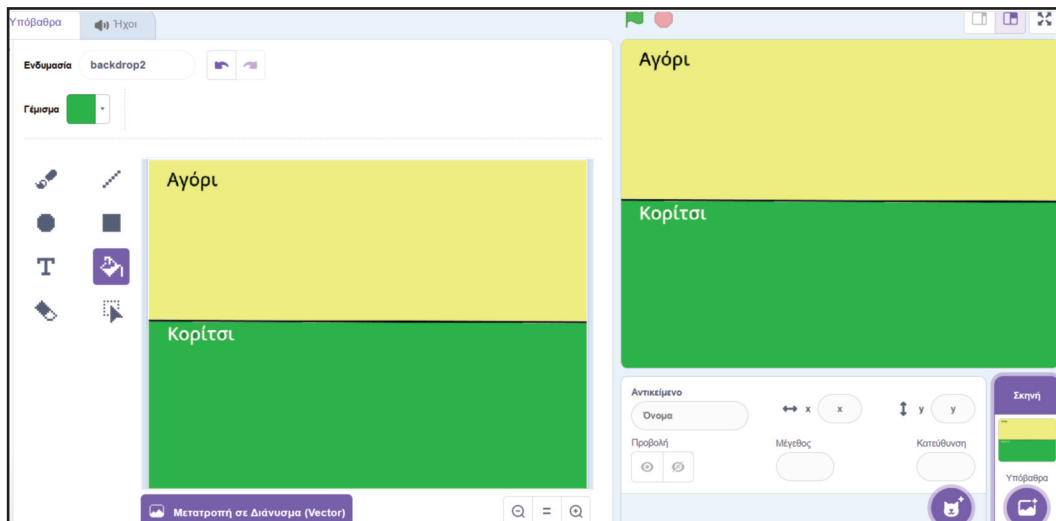 Υπόβαθρα
Ήχοι
Ενδυμασία
backdrop2
Γέμισμα
T
Αγόρι
Κορίτσι
Μετατροπή σε Διάνυσμα (Vector)
=
Αγόρι
Κορίτσι
Αντικείμενο
Όνομα
x
x
y
y
Προβολή
Μέγεθος
Κατεύθυνση
Σκηνή
Υπόβαθρα